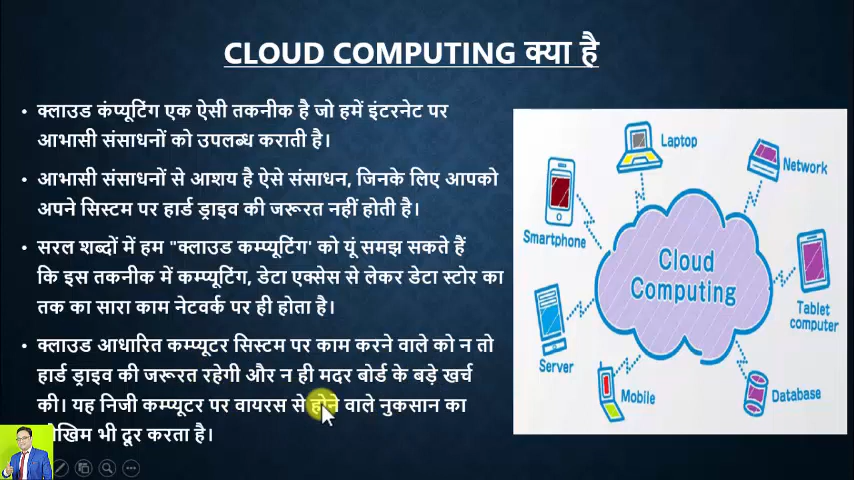 CLOUD COMPUTING क्या है
• क्लाउड कंप्यूटिंग एक ऐसी तकनीक है जो हमें इंटरनेट पर
आभासी संसाधनों को उपलब्ध कराती है।
• आभासी संसाधनों से आशय है ऐसे संसाधन, जिनके लिए आपको
अपने सिस्टम पर हार्ड ड्राइव की जरूरत नहीं होती है।
• सरल शब्दों में हम "क्लाउड कम्प्यूटिंग' को यूं समझ सकते हैं
कि इस तकनीक में कम्प्यूटिंग, डेटा एक्सेस से लेकर डेटा स्टोर का
तक का सारा काम नेटवर्क पर ही होता है।
• क्लाउड आधारित कम्प्यूटर सिस्टम पर काम करने वाले को न तो
हार्ड ड्राइव की जरूरत रहेगी और न ही मदर बोर्ड के बड़े खर्च
की। यह निजी कम्प्यूटर पर वायरस से होने वाले नुकसान का
भी दूर करता है।
Laptop
Network
Smartphone
Cloud
Computing
Tablet
computer
Server
Mobile
Database